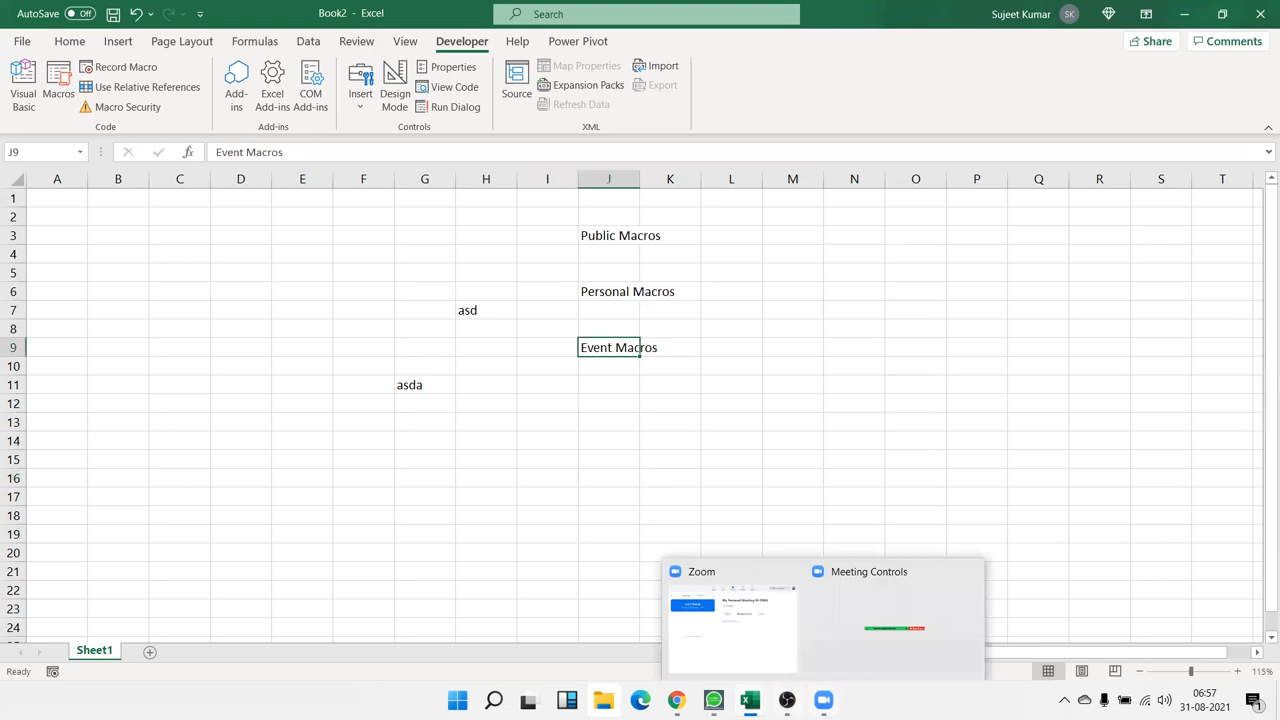 AutoSave Off
Book2 - Excel
Search
Sujeet Kumar SK
File Home Insert Page Layout Formulas Data Review View Developer Help Power Pivot
Share Comments
Visual Basic
Macros
Record Macro
Use Relative References
Macro Security
Code
Add-ins
Excel Add-ins
COM Add-ins
Add-ins
Insert
Design Mode
Properties
View Code
Run Dialog
Controls
Source
Map Properties
Expansion Packs
Refresh Data
Import
Export
XML
J9
fx
Event Macros
A B C D E F G H I J K L M N O P Q R S T
1
2
3 Public Macros
4
5
6 Personal Macros
7 asd
8
9 Event Macros
10
11 asda
12
13
14
15
16
17
18
19
20
21
22
23
24
Zoom
Meeting Controls
Sheet1
Ready
115%
06:57